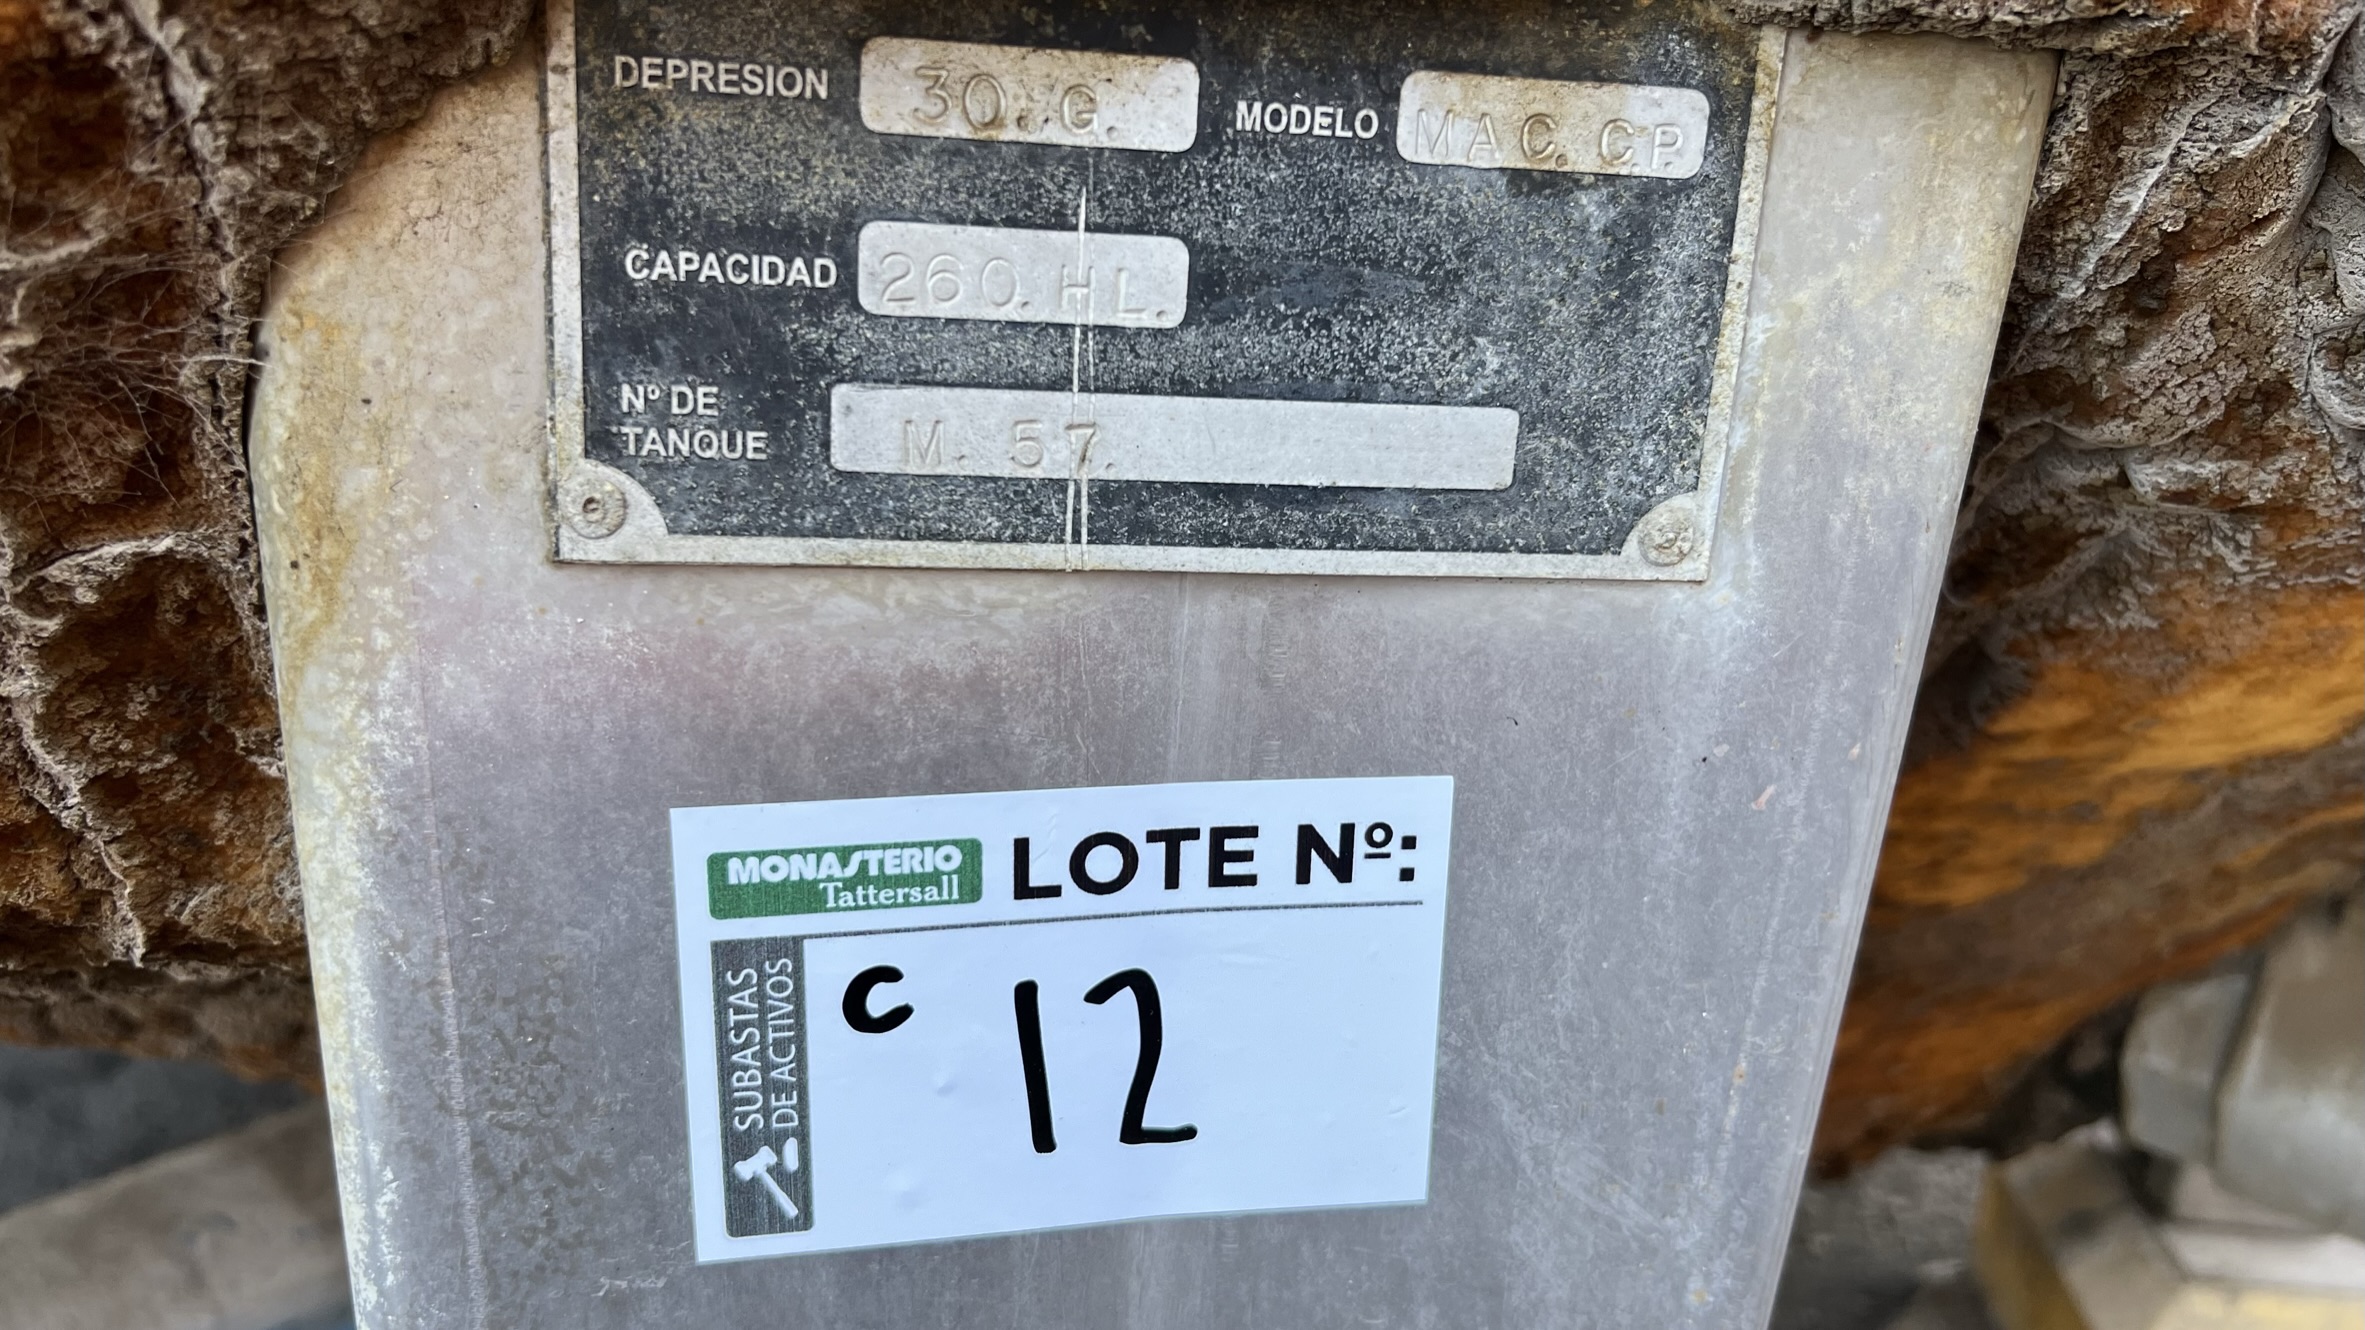 DEPRESION 30. G. MODELO MAC. CP.
CAPACIDAD 260. HL.
Nº DE
TANQUE M. 57.
MONASTERIO
Tattersall
LOTE Nº:
SUBASTAS
DE ACTIVOS
C 12